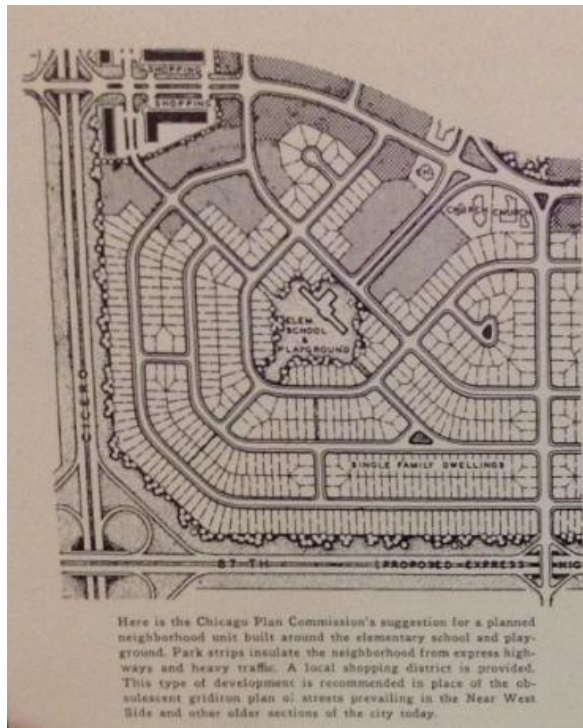 SHOPPING
SHOPPING
CH.
CHURCH CHURCH
ELEM.
SCHOOL
&
PLAYGROUND
CICERO
SINGLE FAMILY DWELLINGS
87 TH (PROPOSED EXPRESS HIG
Here is the Chicago Plan Commission's suggestion for a planned
neighborhood unit built around the elementary school and play-
ground. Park strips insulate the neighborhood from express high-
ways and heavy traffic. A local shopping district is provided.
This type of development is recommended in place of the ob-
solescent gridiron plan of streets prevailing in the Near West
Side and other older sections of the city today.